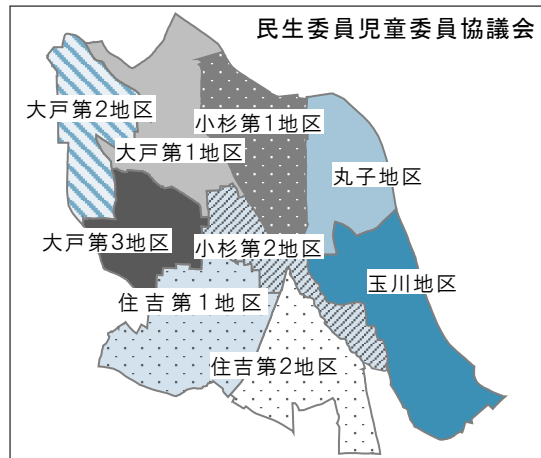 民生委員児童委員協議会
大戸第2地区
小杉第1地区
大戸第1地区
丸子地区
大戸第3地区
小杉第2地区
玉川地区
住吉第1地区
住吉第2地区